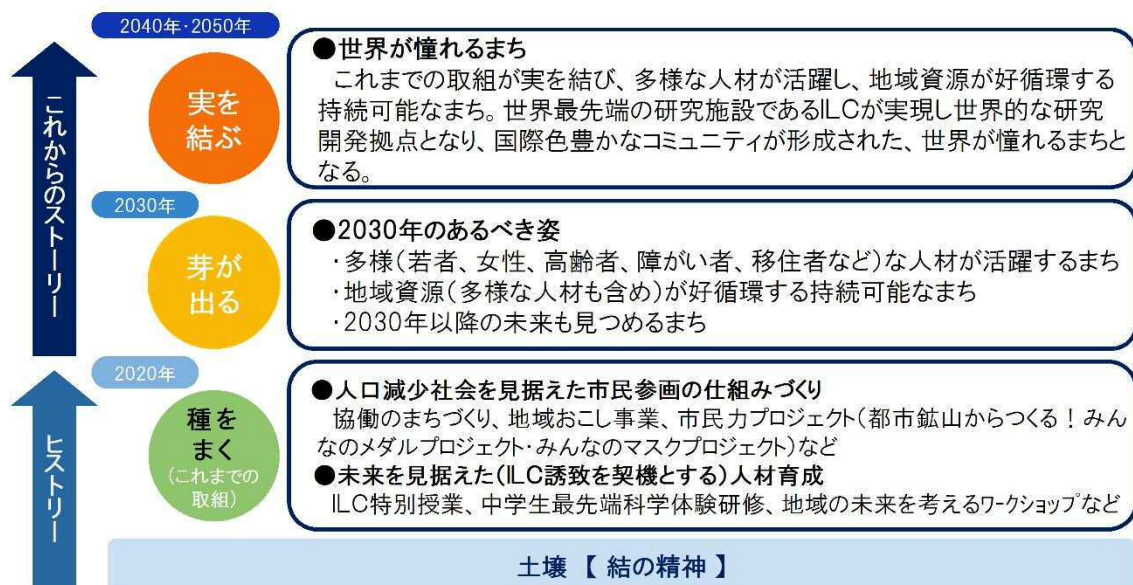 2040年・2050年
これからのストーリー
実を
結ぶ
●世界が憧れるまち
これまでの取組が実を結び、多様な人材が活躍し、地域資源が好循環する
持続可能なまち。世界最先端の研究施設であるILCが実現し世界的な研究
開発拠点となり、国際色豊かなコミュニティが形成された、世界が憧れるまちと
なる。
2030年
芽が
出る
●2030年のあるべき姿
・多様(若者、女性、高齢者、障がい者、移住者など)な人材が活躍するまち
・地域資源(多様な人材も含め)が好循環する持続可能なまち
・2030年以降の未来も見つめるまち
2020年
ヒストリー
種を
まく
(これまでの
取組)
●人口減少社会を見据えた市民参画の仕組みづくり
協働のまちづくり、地域おこし事業、市民力プロジェクト(都市鉱山からつくる!みん
なのメダルプロジェクト・みんなのマスクプロジェクト)など
●未来を見据えた(ILC誘致を契機とする)人材育成
ILC特別授業、中学生最先端科学体験研修、地域の未来を考えるワークショップなど
土壌 【 結の精神 】